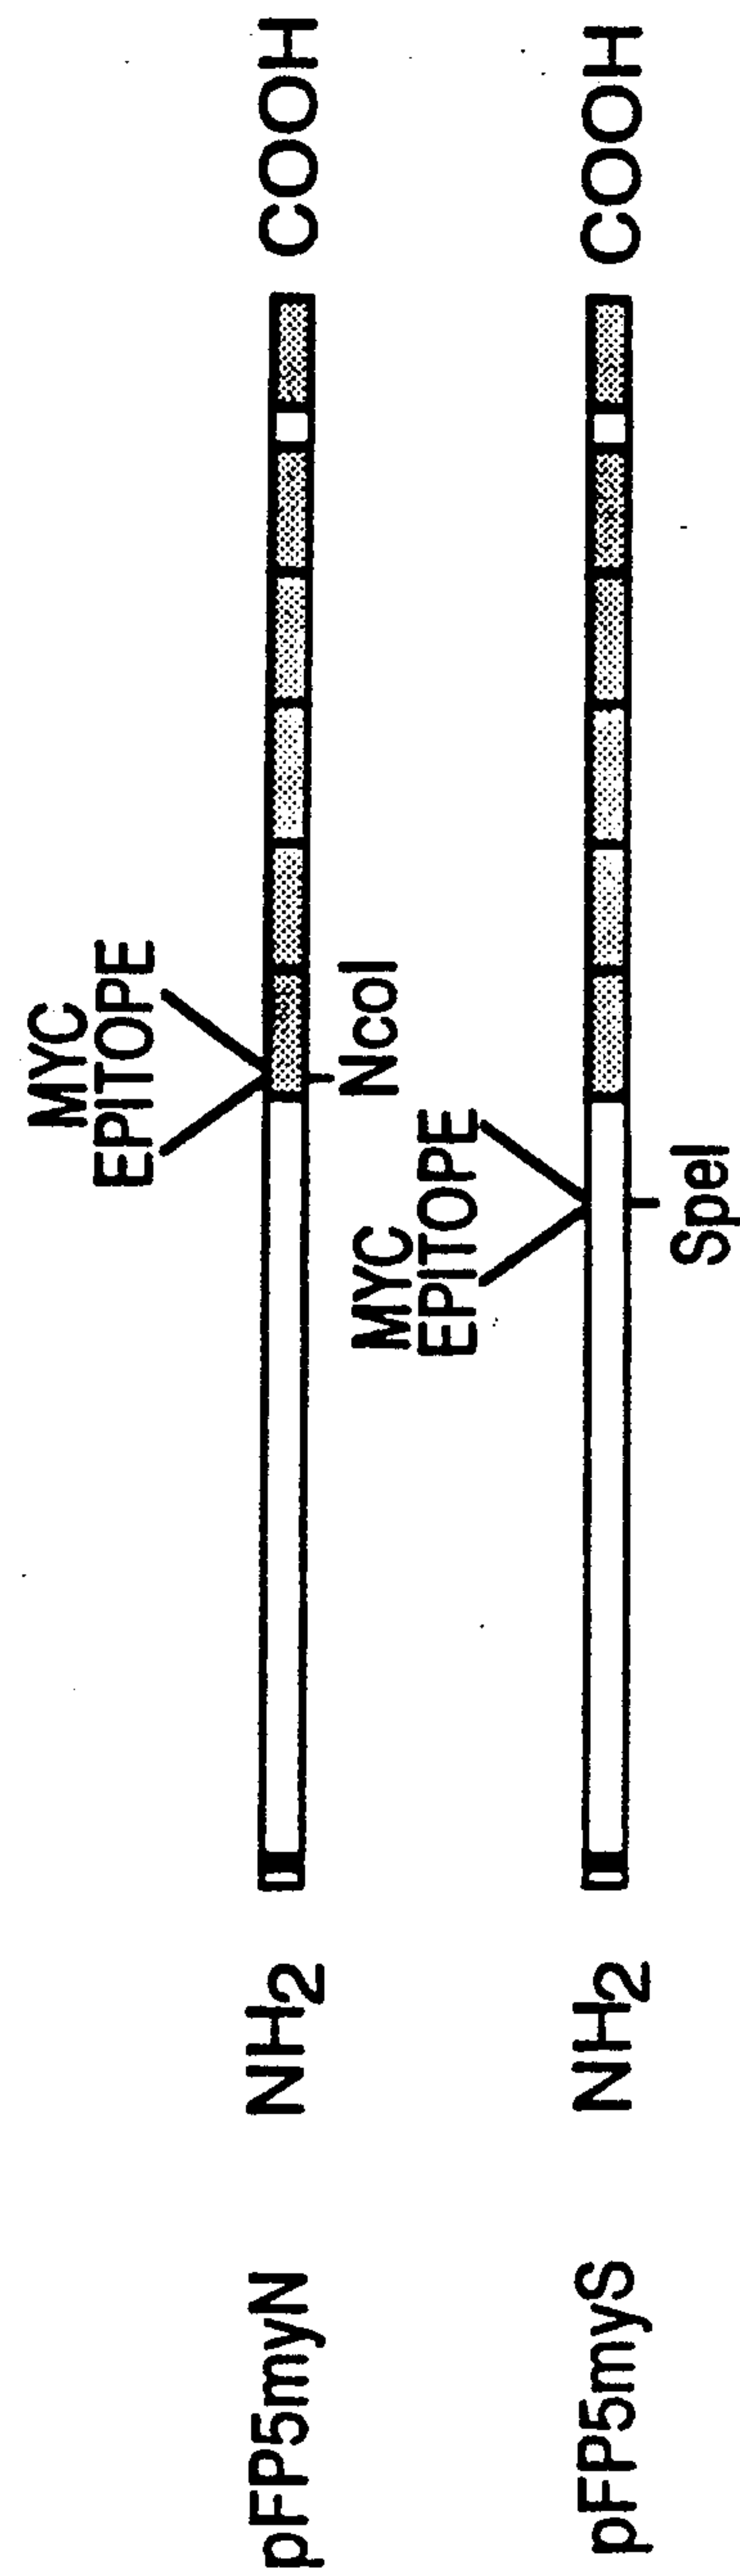 MYC
EPITOPE
pFP5myN NH2 COOH
NcoI
MYC
EPITOPE
pFP5myS NH2 COOH
SpeI